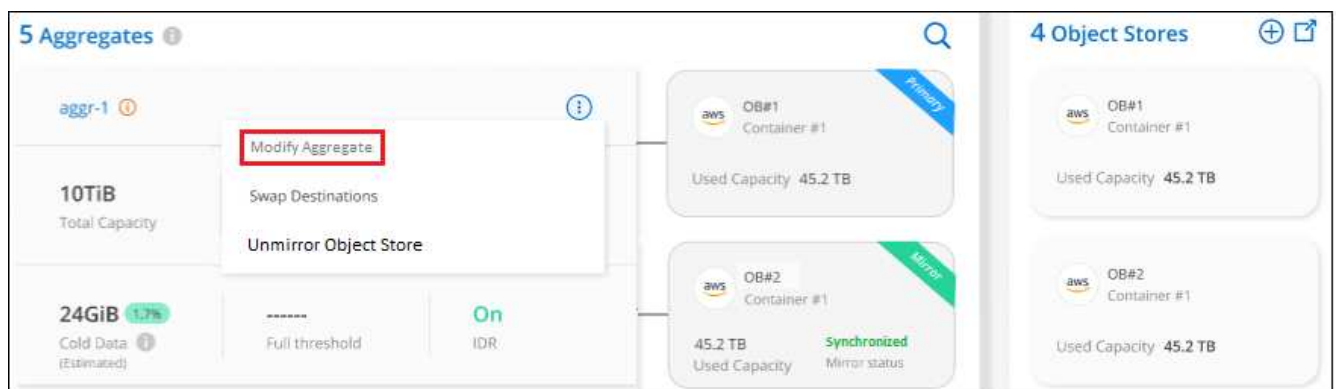 5 Aggregates
4 Object Stores
aggr-1
Modify Aggregate
Swap Destinations
Unmirror Object Store
10TiB
Total Capacity
24GiB 1.7%
Cold Data
(Estimated)
------
Full threshold
On
IDR
Primary
aws
OB#1
Container #1
Used Capacity 45.2 TB
Mirror
aws
OB#2
Container #1
45.2 TB
Used Capacity
Synchronized
Mirror status
aws
OB#1
Container #1
Used Capacity 45.2 TB
aws
OB#2
Container #1
Used Capacity 45.2 TB